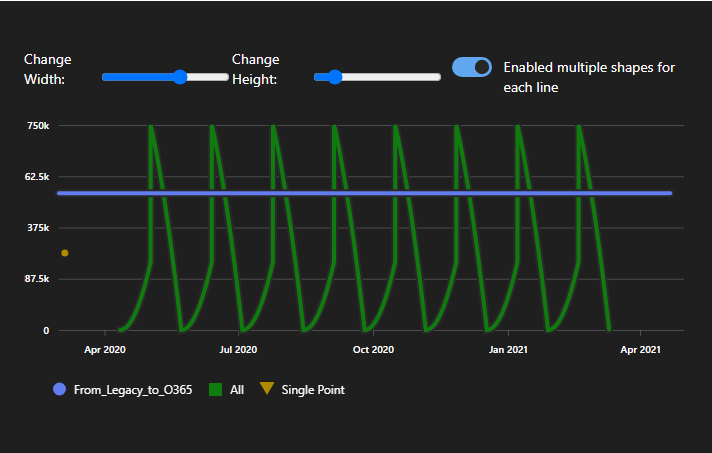 Change Width:
Change Height:
Enabled multiple shapes for each line
750k
62.5k
375k
87.5k
0
Apr 2020
Jul 2020
Oct 2020
Jan 2021
Apr 2021
From_Legacy_to_O365
All
Single Point